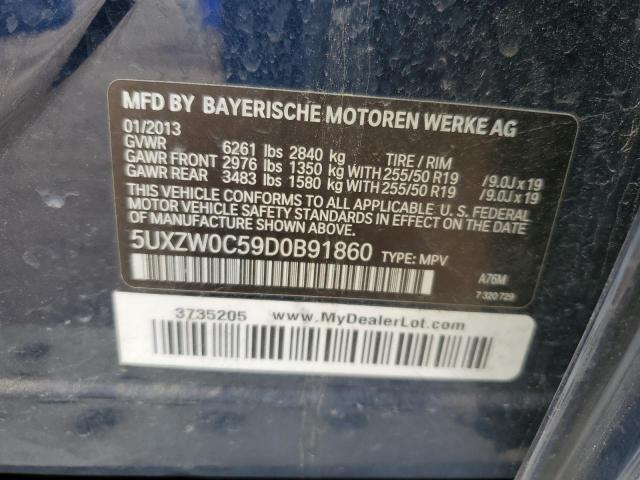 MFD BY BAYERISCHE MOTOREN WERKE AG
01/2013
GVWR 6261 lbs 2840 kg TIRE / RIM
GAWR FRONT 2976 lbs 1350 kg WITH 255/50 R19 /9.0J x 19
GAWR REAR 3483 lbs 1580 kg WITH 255/50 R19 /9.0J x 19
THIS VEHICLE CONFORMS TO ALL APPLICABLE U. S. FEDERAL
MOTOR VEHICLE SAFETY STANDARDS IN EFFECT ON THE
DATE OF MANUFACTURE SHOWN ABOVE.
5UXZW0C59D0B91860 TYPE: MPV
A76M
7 320 729
3735205 www.MyDealerLot.com